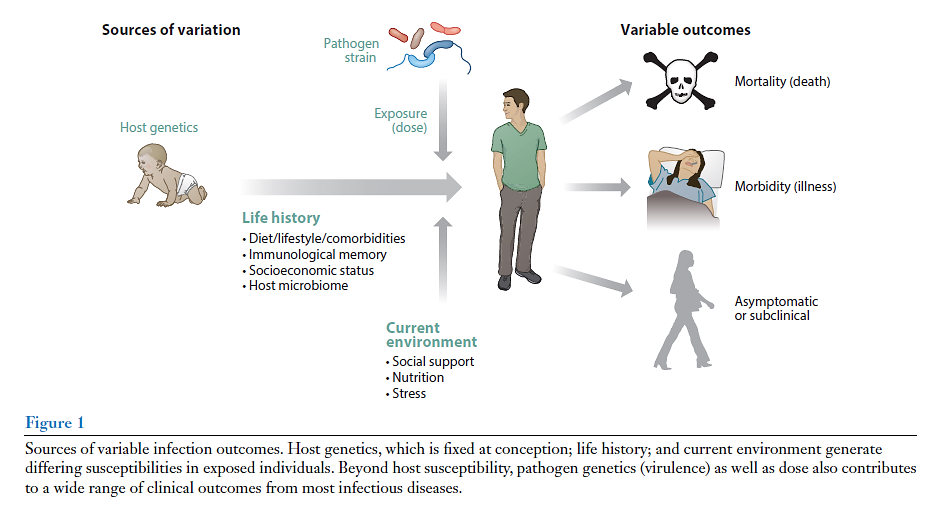 Sources of variation
Pathogen
strain
Variable outcomes
Mortality (death)
Exposure
(dose)
Host genetics
Morbidity (illness)
Life history
• Diet/lifestyle/comorbidities
• Immunological memory
• Socioeconomic status
• Host microbiome
Asymptomatic
or subclinical
Current
environment
• Social support
• Nutrition
• Stress
Figure 1
Sources of variable infection outcomes. Host genetics, which is fixed at conception; life history; and current environment generate
differing susceptibilities in exposed individuals. Beyond host susceptibility, pathogen genetics (virulence) as well as dose also contributes
to a wide range of clinical outcomes from most infectious diseases.